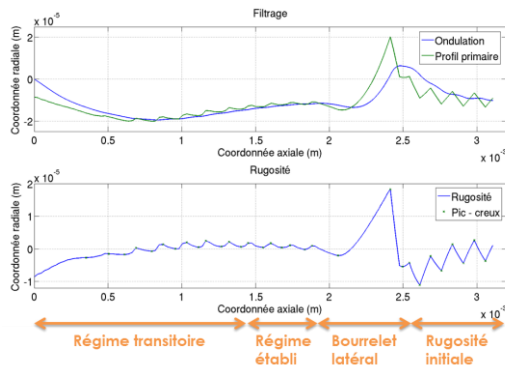 Filtrage
x 10⁻⁵
Coordonnée radiale (m)
2
0
-2
Ondulation
Profil primaire
0
0.5
1
1.5
2
2.5
3
Coordonnée axiale (m)
x 10⁻³
Rugosité
x 10⁻⁵
Coordonnée radiale (m)
2
1
0
-1
Rugosité
Pic - creux
0
0.5
1
1.5
2
2.5
3
Coordonnée axiale (m)
Régime transitoire
Régime
établi
Bourrelet
latéral
Rugosité
initiale